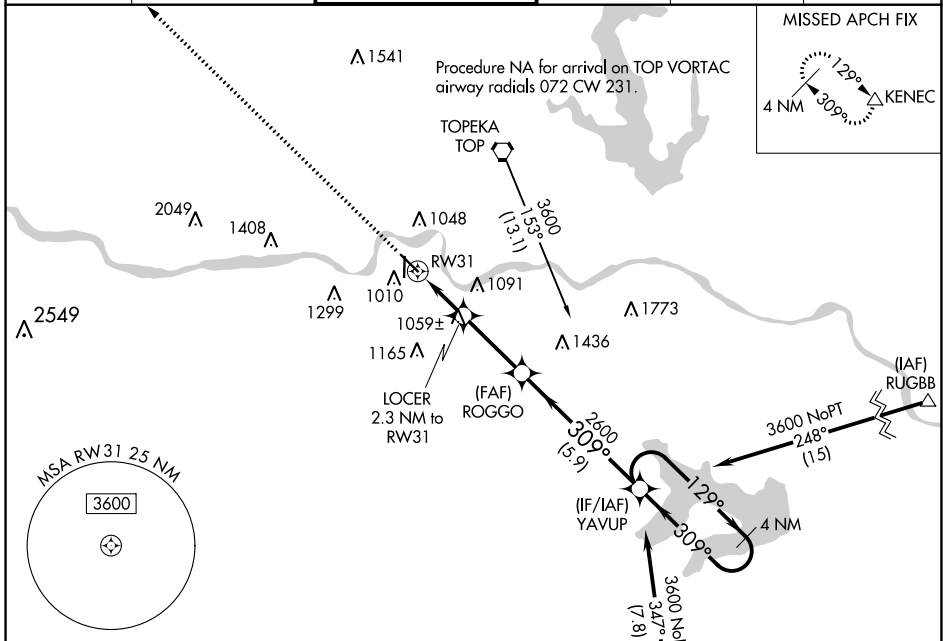 MISSED APCH FIX
129°
4 NM
309°
KENEC
1541
Procedure NA for arrival on TOP VORTAC
airway radials 072 CW 231.
TOPEKA
TOP
3600
153°
(13.1)
2049
1408
1048
RW31
1010
1091
1299
2549
1059±
1773
1436
1165
LOCER
2.3 NM to
RW31
(FAF)
ROGGO
(IAF)
RUGBB
3600 NoPT
248°
(15)
2600
309°
(5.9)
(IF/IAF)
YAVUP
129°
309°
4 NM
MSA RW31 25 NM
3600
3600 NoP
347°
(7.8)